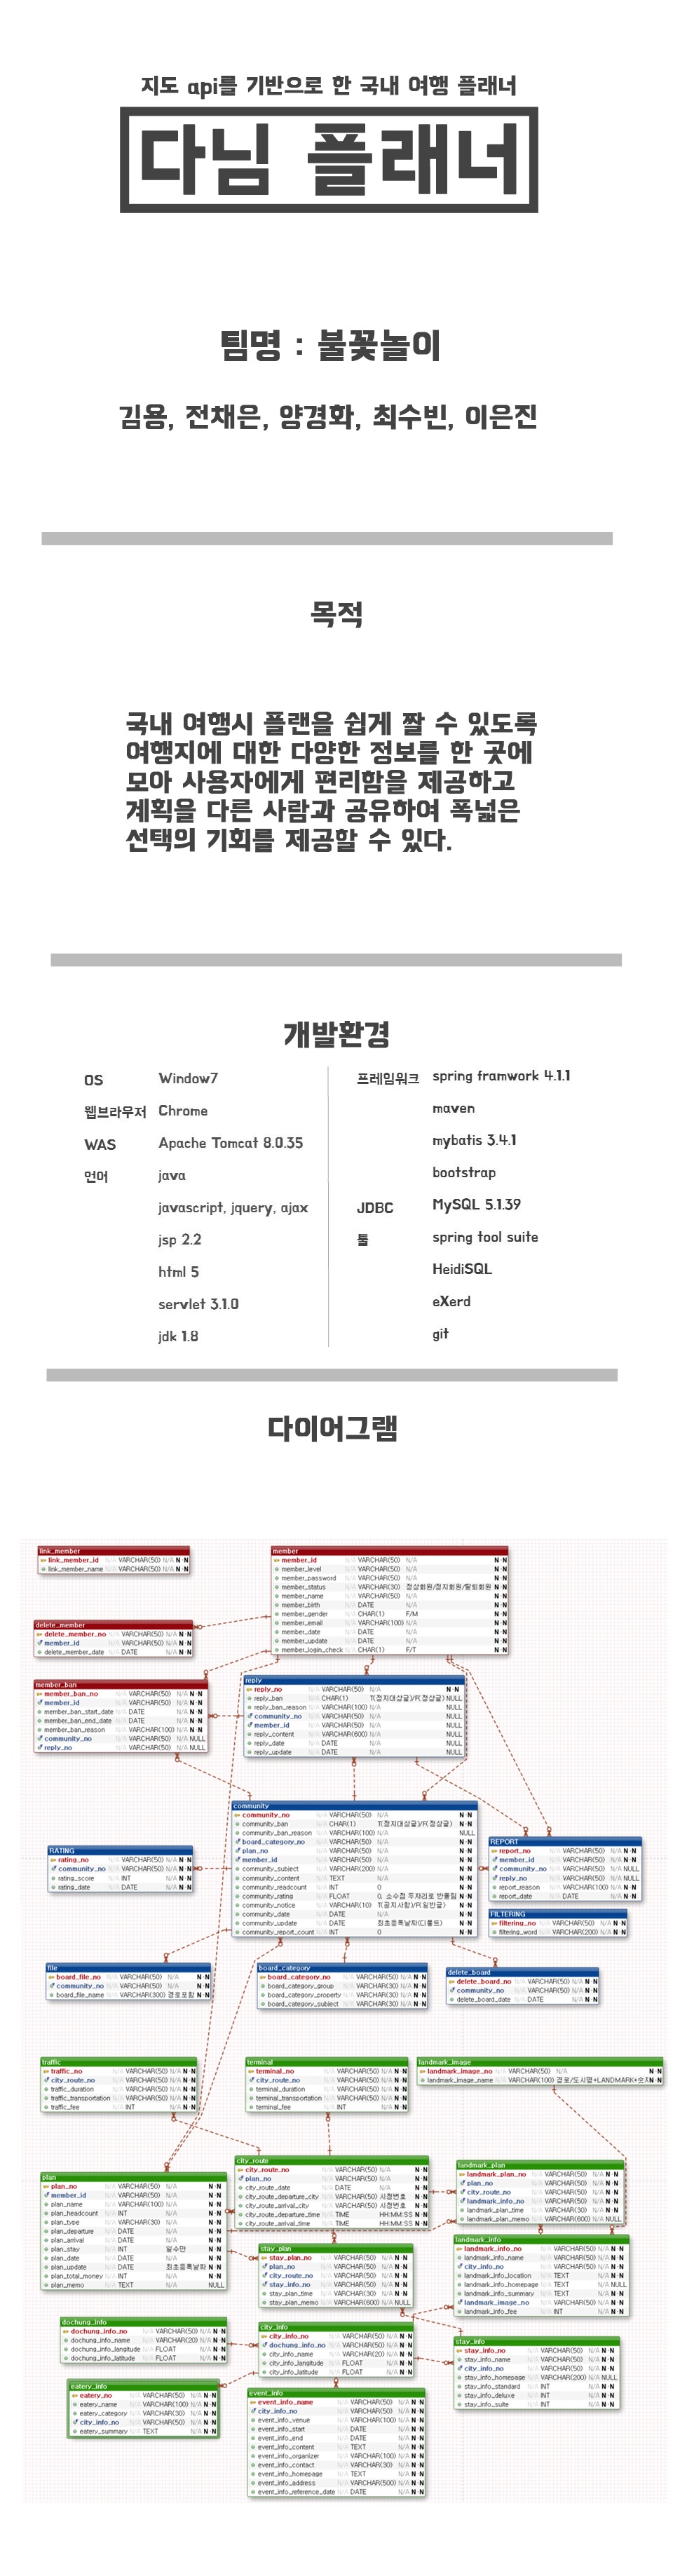 지도 api를 기반으로 한 국내 여행 플래너
다님 플래너
팀명 : 불꽃놀이
김용, 전채은, 양경화, 최수빈, 이은진
목적
국내 여행시 플랜을 쉽게 짤 수 있도록
여행지에 대한 다양한 정보를 한 곳에
모아 사용자에게 편리함을 제공하고
계획을 다른 사람과 공유하여 폭넓은
선택의 기회를 제공할 수 있다.
개발환경
OS Window7
웹브라우저 Chrome
WAS Apache Tomcat 8.0.35
언어 java
javascript, jquery, ajax
jsp 2.2
html 5
servlet 3.1.0
jdk 1.8
프레임워크 spring framwork 4.1.1
maven
mybatis 3.4.1
bootstrap
JDBC MySQL 5.1.39
툴 spring tool suite
HeidiSQL
eXerd
git
다이어그램
link_member
link_member_id N/A VARCHAR(50) N/A N-N
link_member_name N/A VARCHAR(50) N/A N-N
member
member_id N/A VARCHAR(50) N/A N-N
member_level N/A VARCHAR(50) N/A N-N
member_password N/A VARCHAR(50) N/A N-N
member_status N/A VARCHAR(30) 정상회원/정지회원/탈퇴회원 N-N
member_name N/A VARCHAR(50) N/A N-N
member_birth N/A DATE N/A N-N
member_gender N/A CHAR(1) F/M N-N
member_email N/A VARCHAR(100) N/A N-N
member_date N/A DATE N/A N-N
member_update N/A DATE N/A N-N
member_login_check N/A CHAR(1) F/T N-N
delete_member
delete_member_no N/A VARCHAR(50) N/A N-N
member_id N/A VARCHAR(50) N/A N-N
delete_member_date N/A DATE N/A N-N
member_ban
member_ban_no N/A VARCHAR(50) N/A N-N
member_id N/A VARCHAR(50) N/A N-N
member_ban_start_date N/A DATE N/A N-N
member_ban_end_date N/A DATE N/A N-N
member_ban_reason N/A VARCHAR(100) N/A N-N
community_no N/A VARCHAR(50) N/A NULL
reply_no N/A VARCHAR(50) N/A NULL
reply
reply_no N/A VARCHAR(50) N/A N-N
reply_ban N/A CHAR(1) T(정지대상글)/F(정상글) NULL
reply_ban_reason N/A VARCHAR(100) N/A NULL
community_no N/A VARCHAR(50) N/A NULL
member_id N/A VARCHAR(50) N/A NULL
reply_content N/A VARCHAR(600) N/A NULL
reply_date N/A DATE N/A NULL
reply_update N/A DATE N/A NULL
community
community_no N/A VARCHAR(50) N/A N-N
community_ban N/A CHAR(1) T(정지대상글)/F(정상글) N-N
community_ban_reason N/A VARCHAR(100) N/A NULL
board_category_no N/A VARCHAR(50) N/A N-N
plan_no N/A VARCHAR(50) N/A N-N
member_id N/A VARCHAR(50) N/A N-N
community_subject N/A VARCHAR(200) N/A N-N
community_content N/A TEXT N/A N-N
community_readcount N/A INT 0 N-N
community_rating N/A FLOAT 0, 소수점 두자리로 반올림 N-N
community_notice N/A VARCHAR(10) T(공지사항)/F(일반글) N-N
community_date N/A DATE N/A N-N
community_update N/A DATE 최초등록날짜(디폴트) N-N
community_report_count N/A INT 0 N-N
RATING
rating_no N/A VARCHAR(50) N/A N-N
community_no N/A VARCHAR(50) N/A N-N
rating_score N/A INT N/A N-N
rating_date N/A DATE N/A N-N
REPORT
report_no N/A VARCHAR(50) N/A N-N
member_id N/A VARCHAR(50) N/A N-N
community_no N/A VARCHAR(50) N/A NULL
reply_no N/A VARCHAR(50) N/A NULL
report_reason N/A VARCHAR(100) N/A N-N
report_date N/A DATE N/A N-N
FILTERING
filtering_no N/A VARCHAR(50) N/A N-N
filtering_word N/A VARCHAR(200) N/A N-N
file
board_file_no N/A VARCHAR(50) N/A N-N
community_no N/A VARCHAR(50) N/A N-N
board_file_name N/A VARCHAR(300) 경로포함 N-N
board_category
board_category_no N/A VARCHAR(50) N/A N-N
board_category_group N/A VARCHAR(30) N/A N-N
board_category_property N/A VARCHAR(30) N/A N-N
board_category_subject N/A VARCHAR(30) N/A N-N
delete_board
delete_board_no N/A VARCHAR(50) N/A N-N
community_no N/A VARCHAR(50) N/A N-N
delete_board_date N/A DATE N/A N-N
traffic
traffic_no N/A VARCHAR(50) N/A N-N
city_route_no N/A VARCHAR(50) N/A N-N
traffic_duration N/A VARCHAR(50) N/A N-N
traffic_transportation N/A VARCHAR(50) N/A N-N
traffic_fee N/A INT N/A N-N
terminal
terminal_no N/A VARCHAR(50) N/A N-N
city_route_no N/A VARCHAR(50) N/A N-N
terminal_duration N/A VARCHAR(50) N/A N-N
terminal_transportation N/A VARCHAR(50) N/A N-N
terminal_fee N/A INT N/A N-N
landmark_image
landmark_image_no N/A VARCHAR(50) N/A N-N
landmark_image_name N/A VARCHAR(100) 경로/도시명+LANDMARK+숫자 N-N
city_route
city_route_no N/A VARCHAR(50) N/A N-N
plan_no N/A VARCHAR(50) N/A N-N
city_route_date N/A DATE N/A N-N
city_route_departure_city N/A VARCHAR(50) 시청번호 N-N
city_route_arrival_city N/A VARCHAR(50) 시청번호 N-N
city_route_departure_time N/A TIME HH:MM:SS N-N
city_route_arrival_time N/A TIME HH:MM:SS N-N
landmark_plan
landmark_plan_no N/A VARCHAR(50) N/A N-N
plan_no N/A VARCHAR(50) N/A N-N
city_route_no N/A VARCHAR(50) N/A N-N
landmark_info_no N/A VARCHAR(50) N/A N-N
landmark_plan_time N/A VARCHAR(30) N/A N-N
landmark_plan_memo N/A VARCHAR(600) N/A NULL
plan
plan_no N/A VARCHAR(50) N/A N-N
member_id N/A VARCHAR(50) N/A N-N
plan_name N/A VARCHAR(100) N/A N-N
plan_headcount N/A INT N/A N-N
plan_type N/A VARCHAR(30) N/A N-N
plan_departure N/A DATE N/A N-N
plan_arrival N/A DATE N/A N-N
plan_stay N/A INT 일수만 N-N
plan_date N/A DATE N/A N-N
plan_update N/A DATE 최초등록날짜 N-N
plan_total_money N/A INT N/A N-N
plan_memo N/A TEXT N/A NULL
stay_plan
stay_plan_no N/A VARCHAR(50) N/A N-N
plan_no N/A VARCHAR(50) N/A N-N
city_route_no N/A VARCHAR(50) N/A N-N
stay_info_no N/A VARCHAR(50) N/A N-N
stay_plan_time N/A VARCHAR(30) N/A N-N
stay_plan_memo N/A VARCHAR(600) N/A NULL
landmark_info
landmark_info_no N/A VARCHAR(50) N/A N-N
landmark_info_name N/A VARCHAR(50) N/A N-N
city_info_no N/A VARCHAR(50) N/A N-N
landmark_info_location N/A TEXT N/A N-N
landmark_info_homepage N/A TEXT N/A NULL
landmark_info_summary N/A TEXT N/A N-N
landmark_image_no N/A VARCHAR(50) N/A N-N
landmark_info_fee N/A INT N/A N-N
dochung_info
dochung_info_no N/A VARCHAR(50) N/A N-N
dochung_info_name N/A VARCHAR(20) N/A N-N
dochung_info_longitude N/A FLOAT N/A N-N
dochung_info_latitude N/A FLOAT N/A N-N
city_info
city_info_no N/A VARCHAR(50) N/A N-N
dochung_info_no N/A VARCHAR(50) N/A N-N
city_info_name N/A VARCHAR(20) N/A N-N
city_info_langitude N/A FLOAT N/A N-N
city_info_latitude N/A FLOAT N/A N-N
stay_info
stay_info_no N/A VARCHAR(50) N/A N-N
stay_info_name N/A VARCHAR(50) N/A N-N
city_info_no N/A VARCHAR(50) N/A N-N
stay_info_homepage N/A VARCHAR(200) N/A NULL
stay_info_standard N/A INT N/A N-N
stay_info_deluxe N/A INT N/A N-N
stay_info_suite N/A INT N/A N-N
eatery_info
eatery_no N/A VARCHAR(50) N/A N-N
eatery_name N/A VARCHAR(100) N/A N-N
eatery_category N/A VARCHAR(30) N/A N-N
city_info_no N/A VARCHAR(50) N/A N-N
eatery_summary N/A TEXT N/A N-N
event_info
event_info_name N/A VARCHAR(50) N/A N-N
city_info_no N/A VARCHAR(50) N/A N-N
event_info_venue N/A VARCHAR(100) N/A N-N
event_info_start N/A DATE N/A N-N
event_info_end N/A DATE N/A N-N
event_info_content N/A TEXT N/A N-N
event_info_organizer N/A VARCHAR(100) N/A N-N
event_info_contact N/A VARCHAR(30) N/A N-N
event_info_homepage N/A TEXT N/A N-N
event_info_address N/A VARCHAR(500) N/A N-N
event_info_reference_date N/A DATE N/A N-N